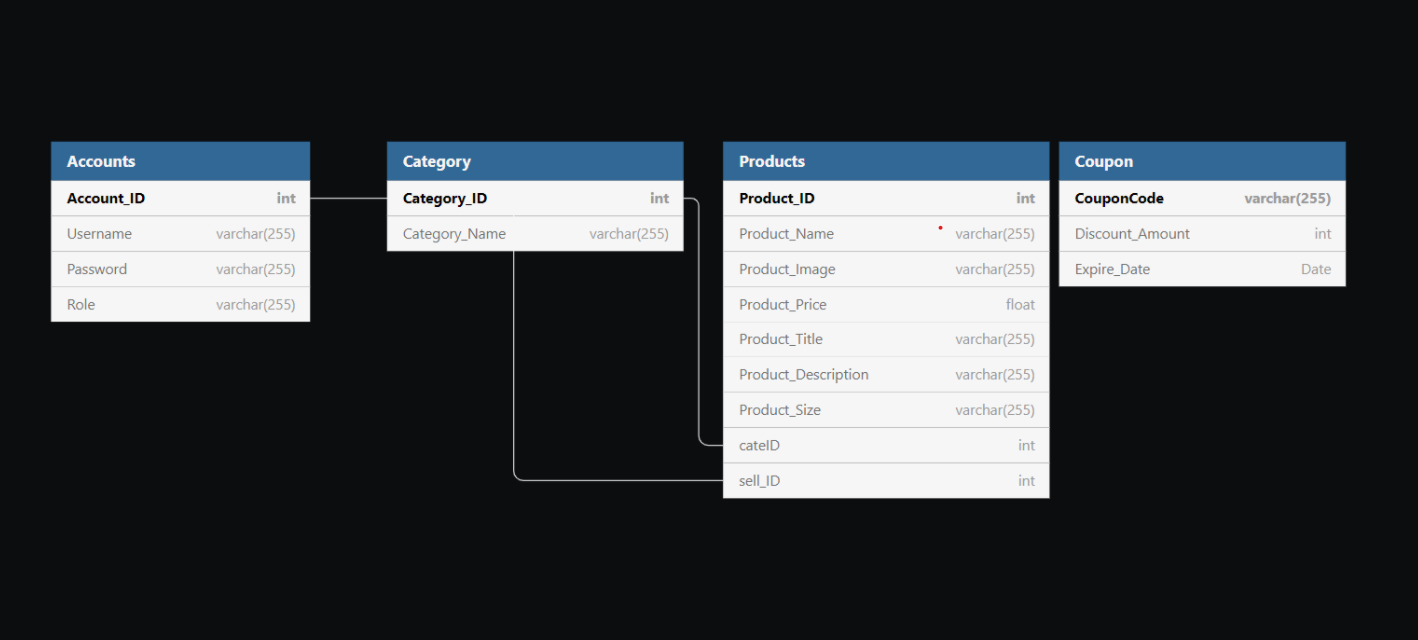 Accounts
Account_ID int
Username varchar(255)
Password varchar(255)
Role varchar(255)
Category
Category_ID int
Category_Name varchar(255)
Products
Product_ID int
Product_Name varchar(255)
Product_Image varchar(255)
Product_Price float
Product_Title varchar(255)
Product_Description varchar(255)
Product_Size varchar(255)
cateID int
sell_ID int
Coupon
CouponCode varchar(255)
Discount_Amount int
Expire_Date Date